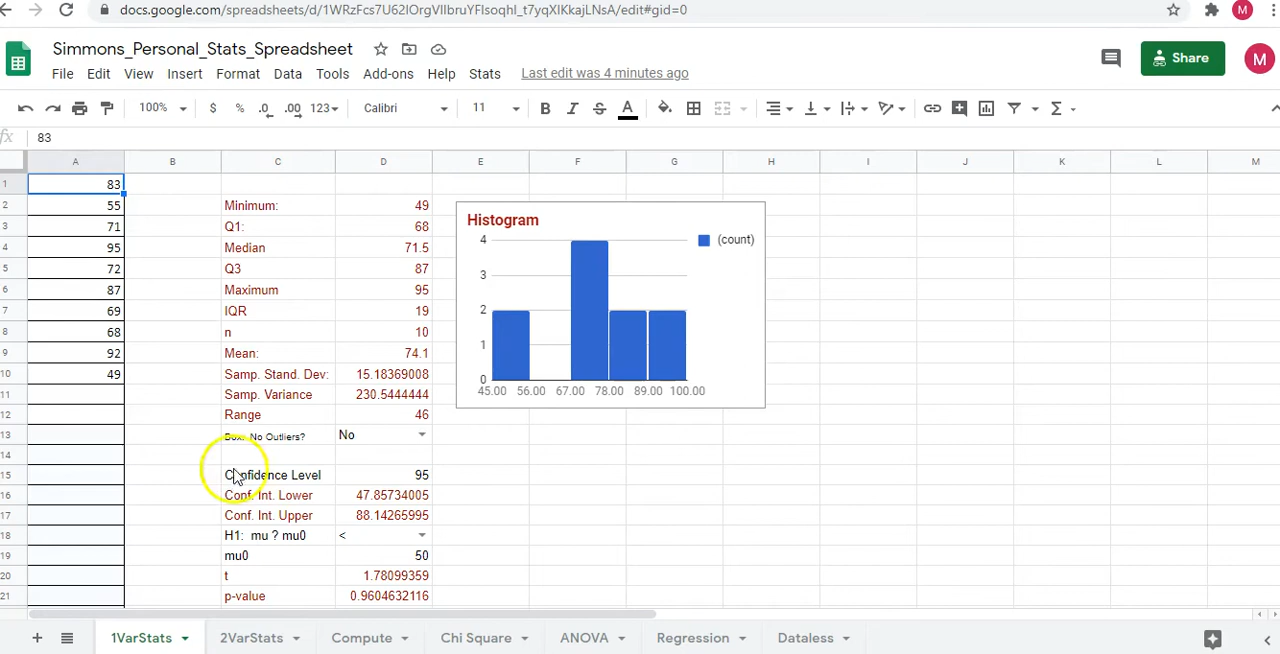 docs.google.com/spreadsheets/d/1WRzFcs7U62IOrgVIIbruYFIsoqhI_t7yqXIKkajLNsA/edit#gid=0
M
Simmons_Personal_Stats_Spreadsheet
File Edit View Insert Format Data Tools Add-ons Help Stats Last edit was 4 minutes ago
Share
M
100% $ % .0 .00 123 Calibri 11 B I S A Σ
fx 83
A B C D E F G H I J K L M
1 83
2 55 Minimum: 49
3 71 Q1: 68
4 95 Median 71.5
5 72 Q3 87
6 87 Maximum 95
7 69 IQR 19
8 68 n 10
9 92 Mean: 74.1
10 49 Samp. Stand. Dev: 15.18369008
11 Samp. Variance 230.5444444
12 Range 46
13 Box: No Outliers? No
14
15 Confidence Level 95
16 Conf. Int. Lower 47.85734005
17 Conf. Int. Upper 88.14265995
18 H1: mu ? mu0 <
19 mu0 50
20 t 1.78099359
21 p-value 0.9604632116
Histogram
(count)
4
3
2
1
0
45.00 56.00 67.00 78.00 89.00 100.00
1VarStats 2VarStats Compute Chi Square ANOVA Regression Dataless